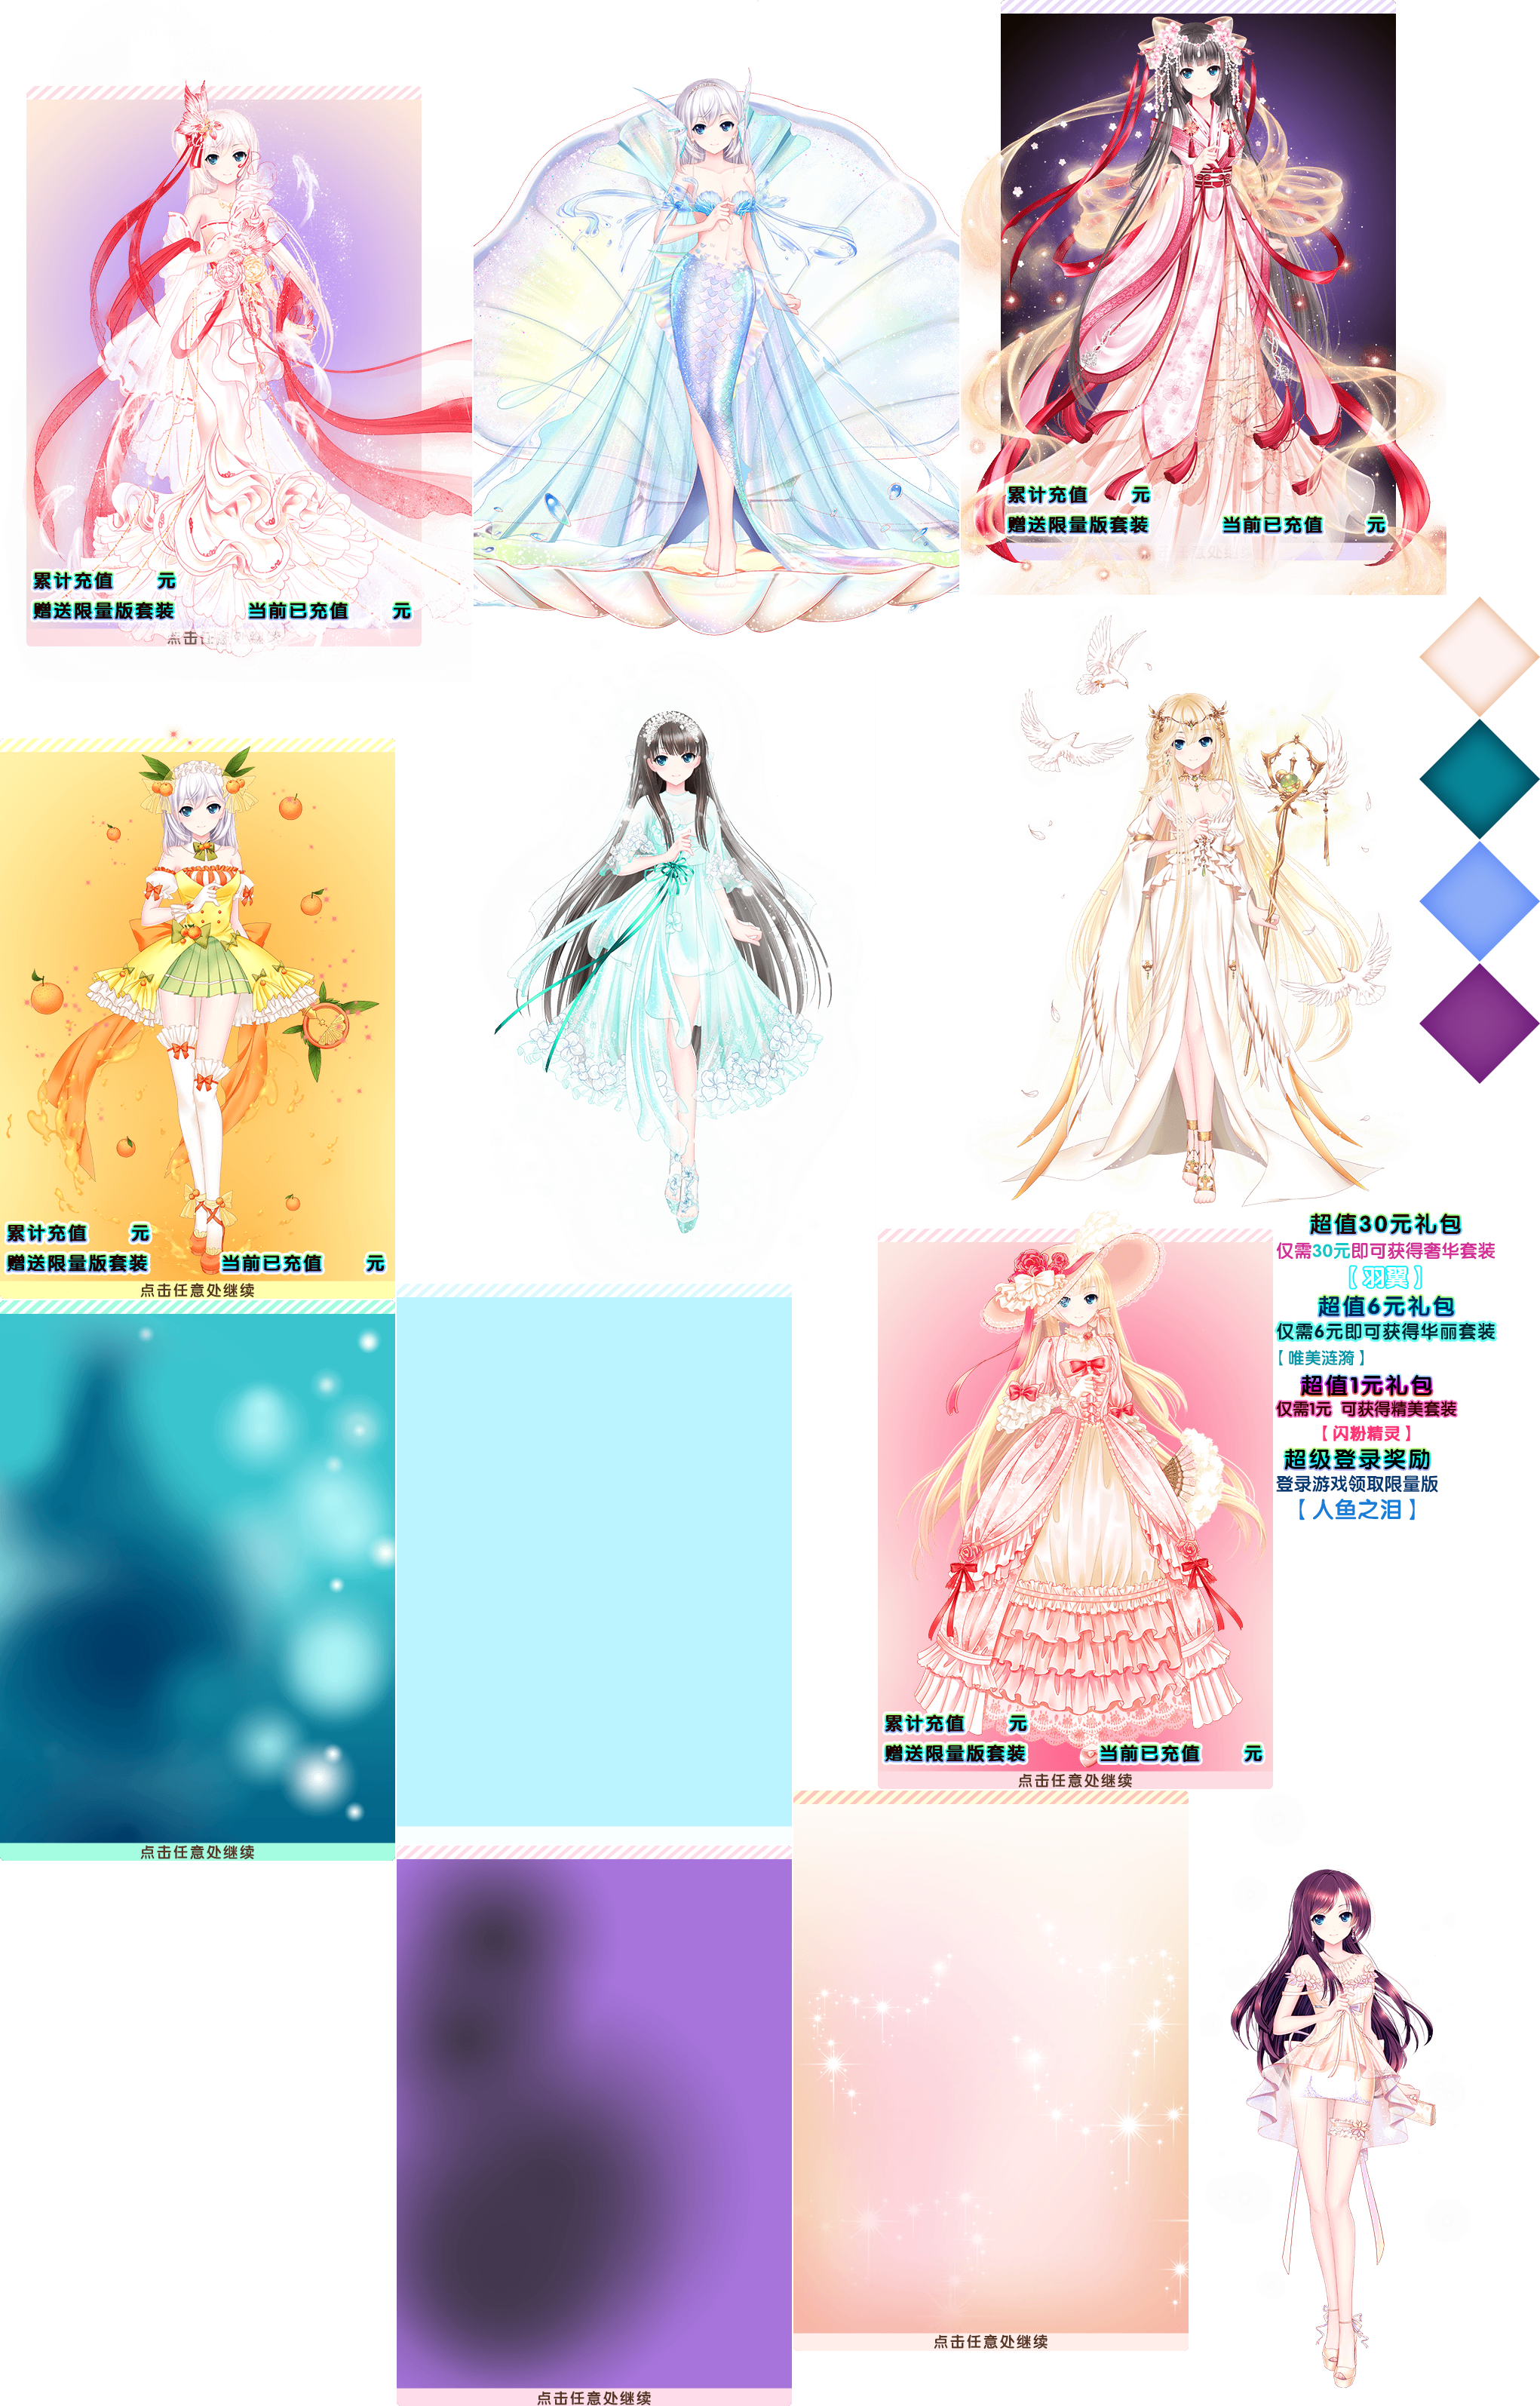 累计充值 元
赠送限量版套装 当前已充值 元
累计充值 元
赠送限量版套装 当前已充值 元
点击任
累计充值 元
赠送限量版套装 当前已充值 元
点击任意处继续
超值30元礼包
仅需30元即可获得奢华套装
【羽翼】
超值6元礼包
仅需6元即可获得华丽套装
【唯美涟漪】
超值1元礼包
仅需1元 可获得精美套装
【闪粉精灵】
超级登录奖励
登录游戏领取限量版
【人鱼之泪】
累计充值 元
赠送限量版套装 当前已充值 元
点击任意处继续
点击任意处继续
点击任意处继续
点击任意处继续